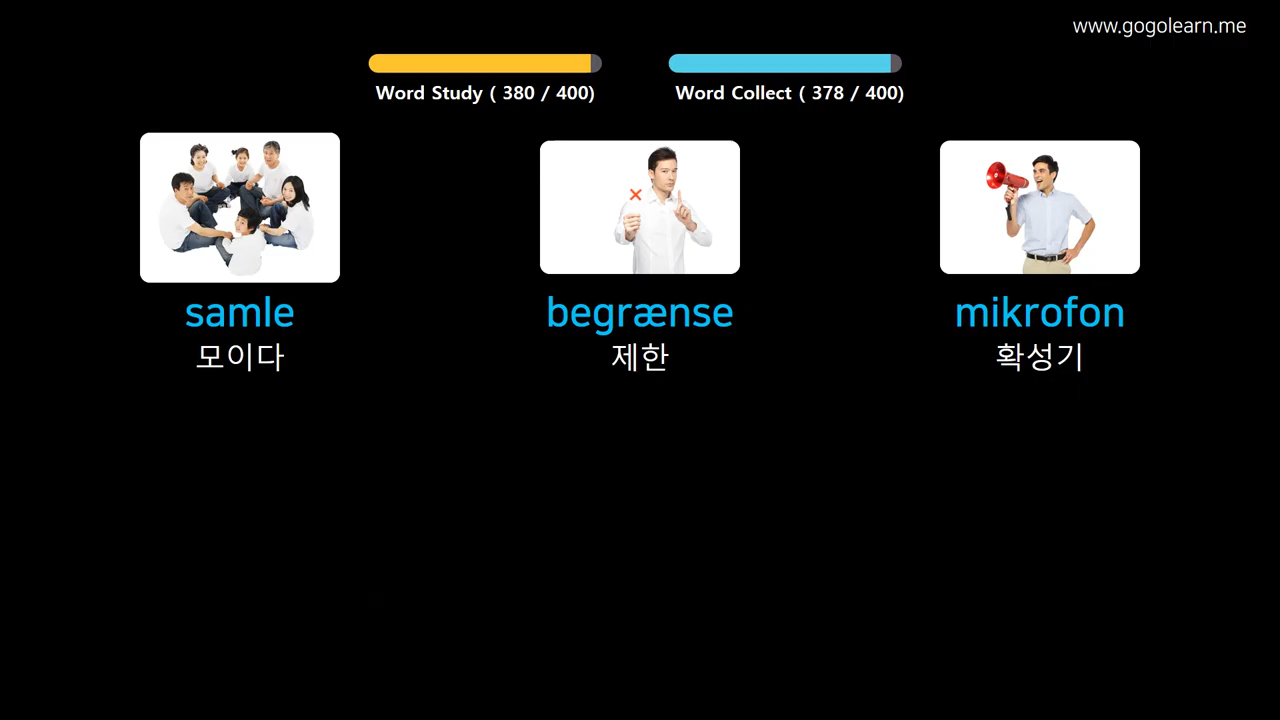 www.gogolearn.me
Word Study ( 380 / 400)
Word Collect ( 378 / 400)
samle
모이다
begrænse
제한
mikrofon
확성기